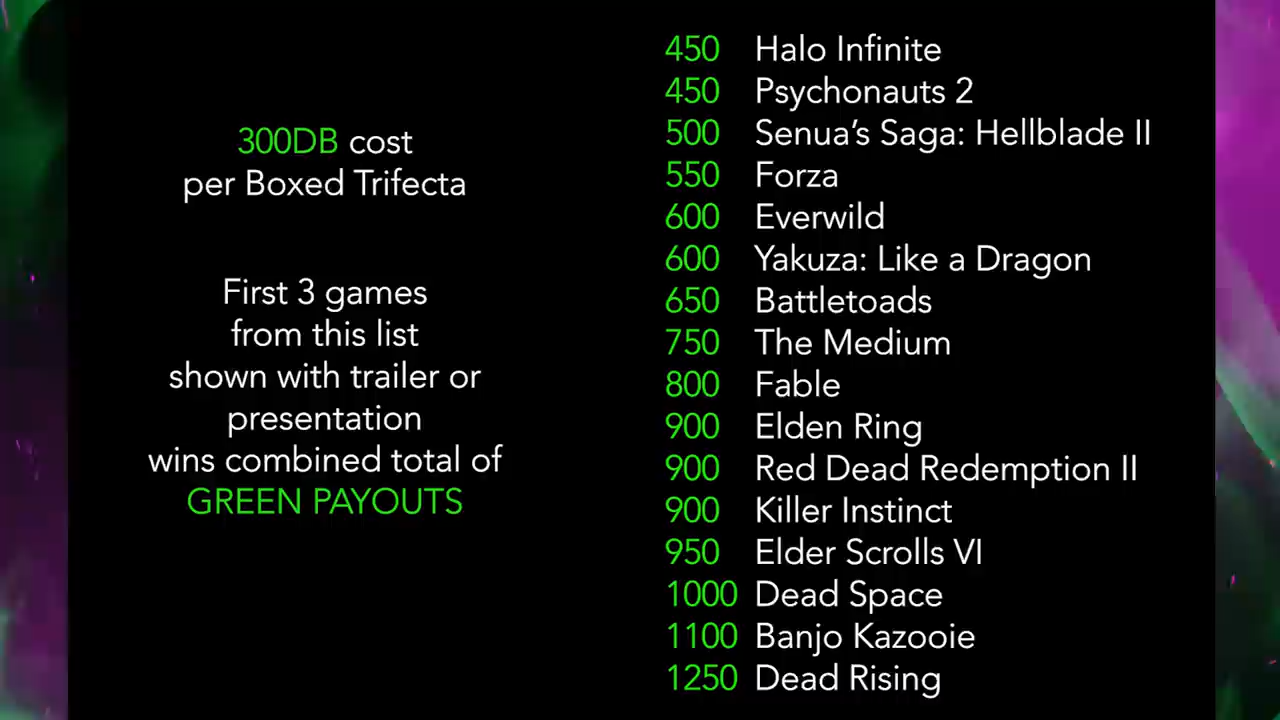 300DB cost
per Boxed Trifecta
First 3 games
from this list
shown with trailer or
presentation
wins combined total of
GREEN PAYOUTS
450 Halo Infinite
450 Psychonauts 2
500 Senua’s Saga: Hellblade II
550 Forza
600 Everwild
600 Yakuza: Like a Dragon
650 Battletoads
750 The Medium
800 Fable
900 Elden Ring
900 Red Dead Redemption II
900 Killer Instinct
950 Elder Scrolls VI
1000 Dead Space
1100 Banjo Kazooie
1250 Dead Rising